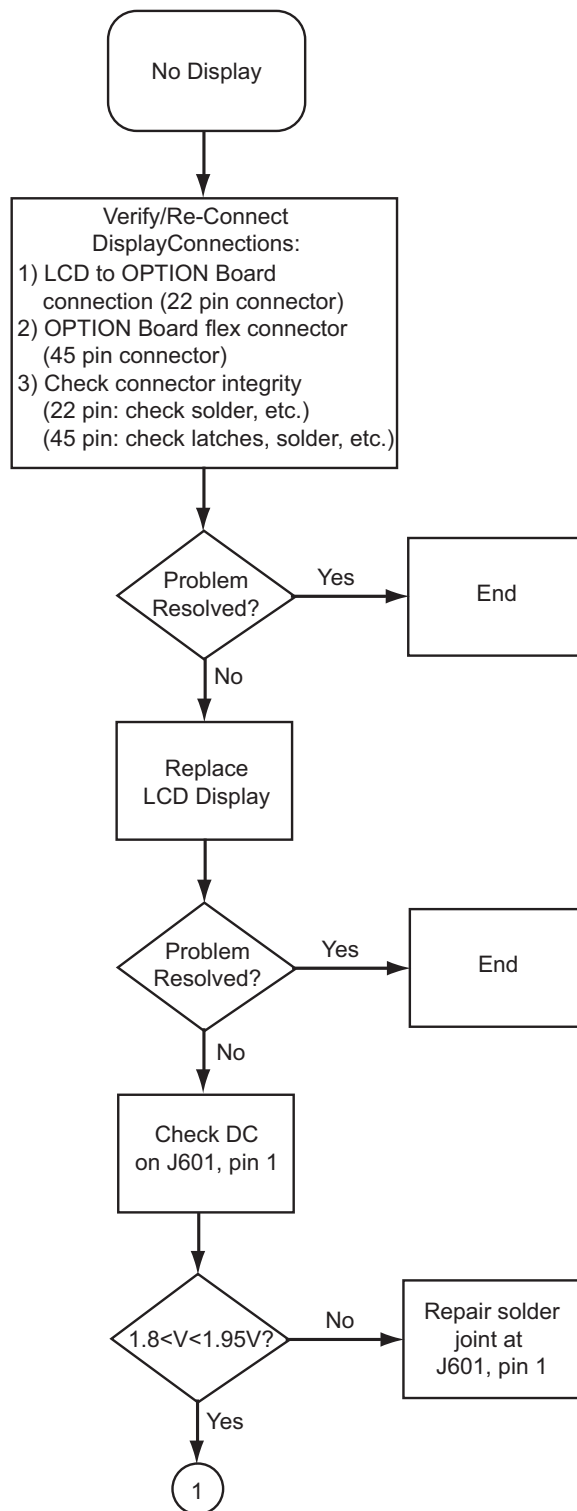 No Display
Verify/Re-Connect
DisplayConnections:
1) LCD to OPTION Board
connection (22 pin connector)
2) OPTION Board flex connector
(45 pin connector)
3) Check connector integrity
(22 pin: check solder, etc.)
(45 pin: check latches, solder, etc.)
Problem
Resolved?
Yes
End
No
Replace
LCD Display
Problem
Resolved?
Yes
End
No
Check DC
on J601, pin 1
1.8<V<1.95V?
No
Repair solder
joint at
J601, pin 1
Yes
1